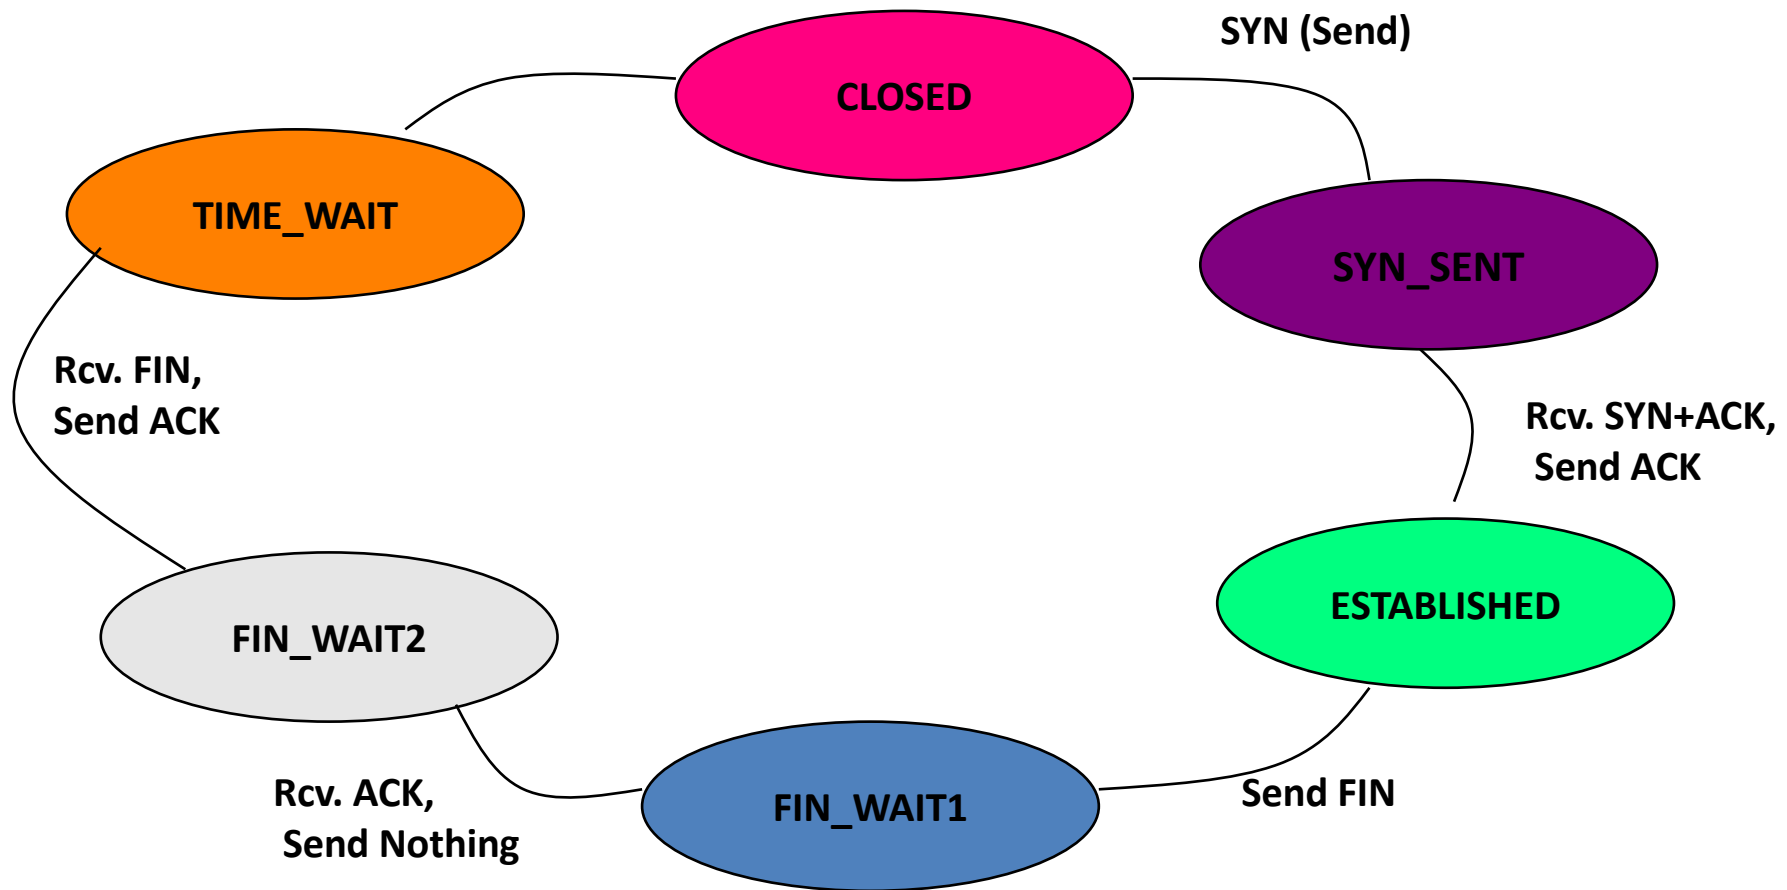 SYN (Send)
CLOSED
TIME_WAIT
SYN_SENT
Rcv. FIN,
Send ACK
Rcv. SYN+ACK,
Send ACK
ESTABLISHED
FIN_WAIT2
Rcv. ACK,
Send Nothing
FIN_WAIT1
Send FIN